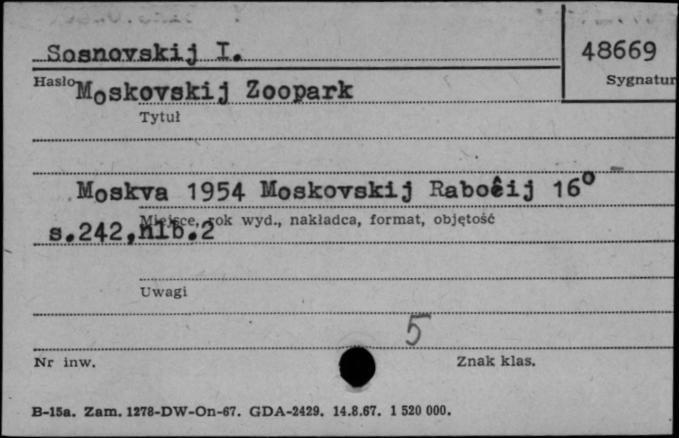 Sosnovskij I.
48669
Hasło
Sygnatur
Moskovskij Zoopark
Tytuł
Moskva 1954 Moskovskij Raboĉij 16°
Miejsce, rok wyd., nakładca, format, objętość
s.242,nlb.2
Uwagi
5
Nr inw.
Znak klas.
B-15a. Zam. 1278-DW-On-67. GDA-2429. 14.8.67. 1 520 000.